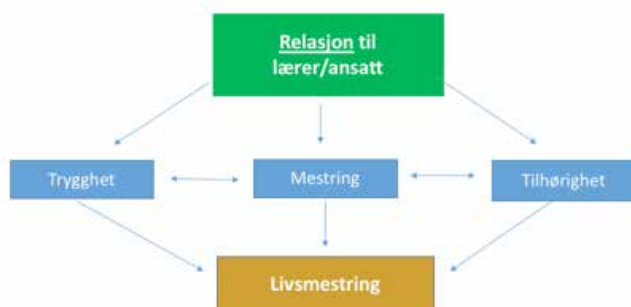 Relasjon til
lærer/ansatt
Trygghet
Mestring
Tilhørighet
Livsmestring